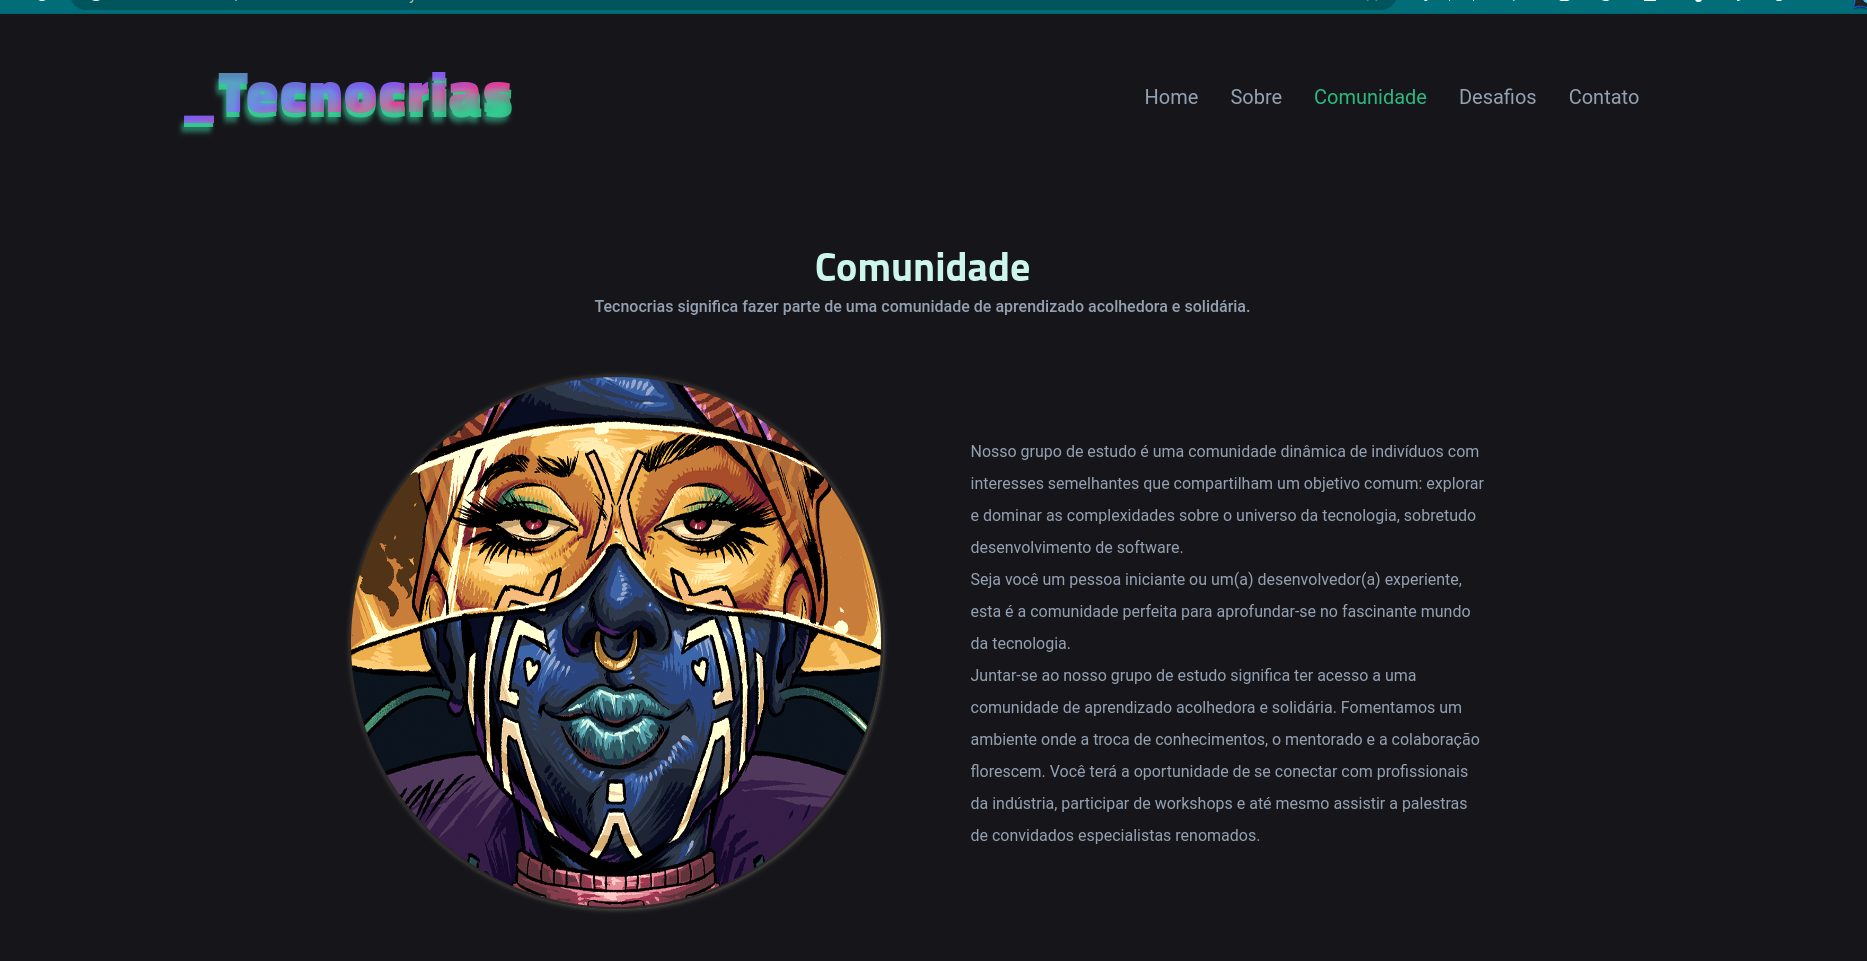 _Tecnocrias
Home Sobre Comunidade Desafios Contato
Comunidade
Tecnocrias significa fazer parte de uma comunidade de aprendizado acolhedora e solidária.
Nosso grupo de estudo é uma comunidade dinâmica de indivíduos com
interesses semelhantes que compartilham um objetivo comum: explorar
e dominar as complexidades sobre o universo da tecnologia, sobretudo
desenvolvimento de software.
Seja você um pessoa iniciante ou um(a) desenvolvedor(a) experiente,
esta é a comunidade perfeita para aprofundar-se no fascinante mundo
da tecnologia.
Juntar-se ao nosso grupo de estudo significa ter acesso a uma
comunidade de aprendizado acolhedora e solidária. Fomentamos um
ambiente onde a troca de conhecimentos, o mentorado e a colaboração
florescem. Você terá a oportunidade de se conectar com profissionais
da indústria, participar de workshops e até mesmo assistir a palestras
de convidados especialistas renomados.